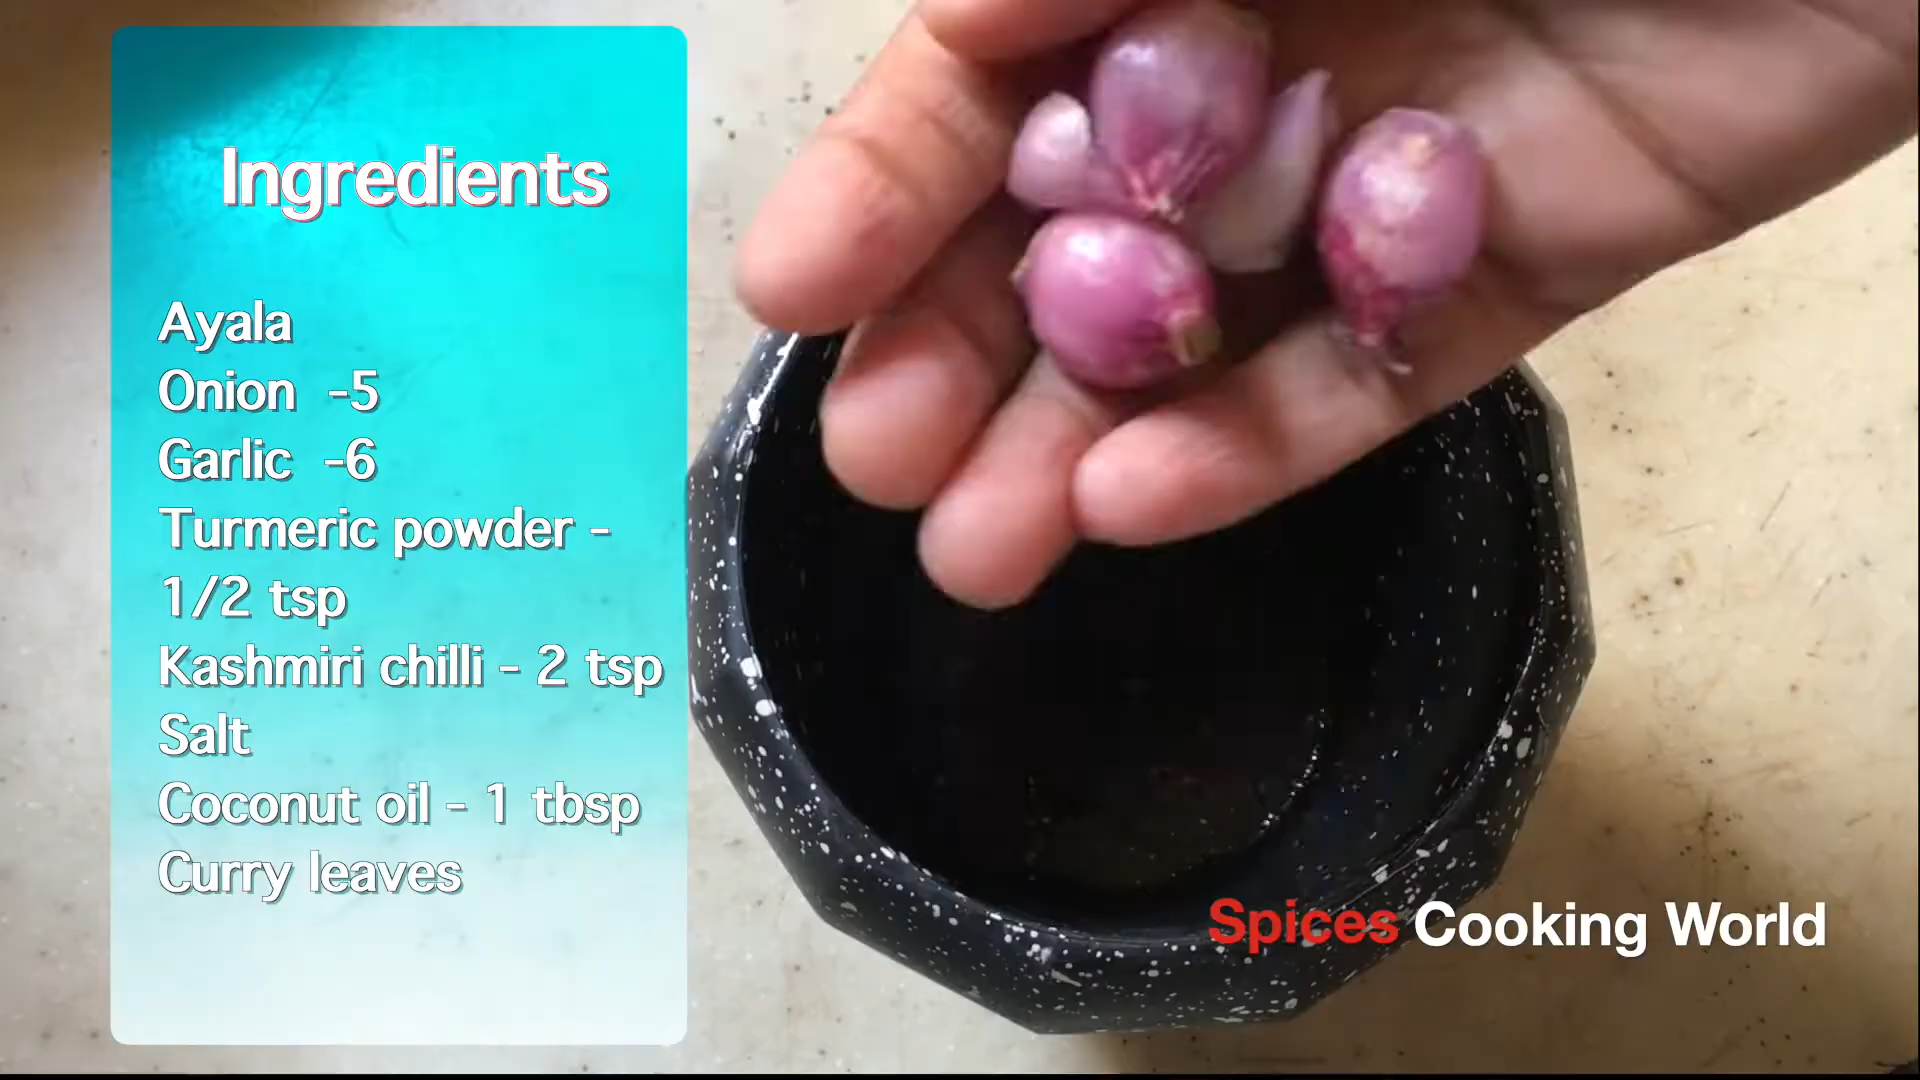 Ingredients
Ayala
Onion -5
Garlic -6
Turmeric powder -
1/2 tsp
Kashmiri chilli - 2 tsp
Salt
Coconut oil - 1 tbsp
Curry leaves
Spices Cooking World